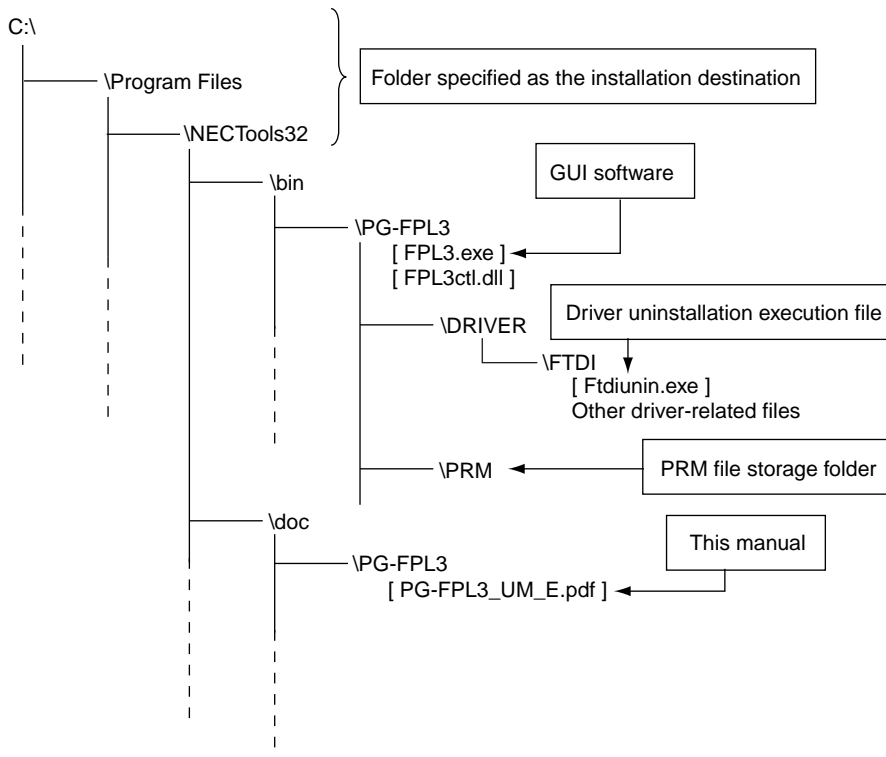 C:\
\Program Files
Folder specified as the installation destination
\NECTools32
\bin
GUI software
\PG-FPL3
[ FPL3.exe ]
[ FPL3ctl.dll ]
\DRIVER
Driver uninstallation execution file
\FTDI
[ Ftdiunin.exe ]
Other driver-related files
\PRM
PRM file storage folder
\doc
This manual
\PG-FPL3
[ PG-FPL3_UM_E.pdf ]